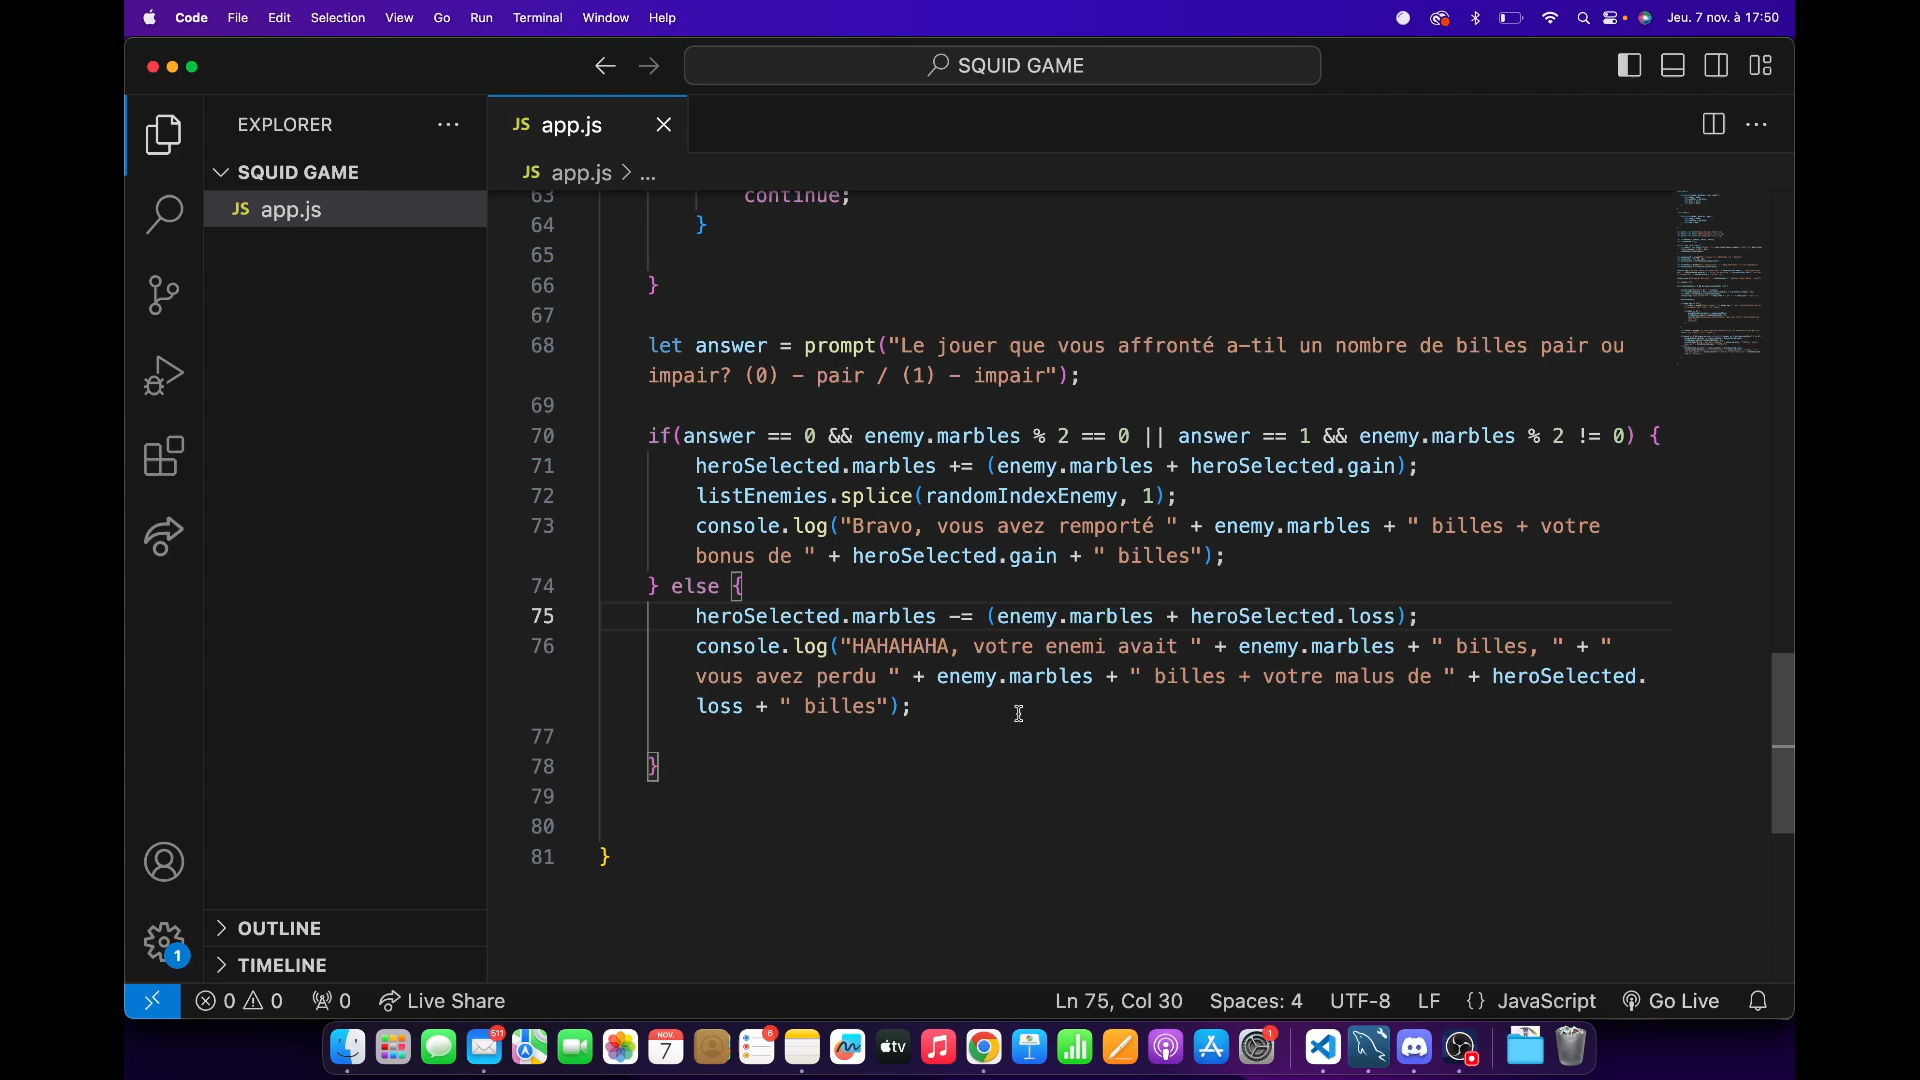 Code File Edit Selection View Go Run Terminal Window Help Jeu. 7 nov. à 17:50
SQUID GAME
EXPLORER
JS app.js
SQUID GAME
JS app.js > ...
JS app.js
63 continue;
64 }
65
66 }
67
68 let answer = prompt("Le jouer que vous affronté a-til un nombre de billes pair ou
impair? (0) - pair / (1) - impair");
69
70 if(answer == 0 && enemy.marbles % 2 == 0 || answer == 1 && enemy.marbles % 2 != 0) {
71 heroSelected.marbles += (enemy.marbles + heroSelected.gain);
72 listEnemies.splice(randomIndexEnemy, 1);
73 console.log("Bravo, vous avez remporté " + enemy.marbles + " billes + votre
bonus de " + heroSelected.gain + " billes");
74 } else {
75 heroSelected.marbles -= (enemy.marbles + heroSelected.loss);
76 console.log("HAHAHAHA, votre enemi avait " + enemy.marbles + " billes, " + "
vous avez perdu " + enemy.marbles + " billes + votre malus de " + heroSelected.
loss + " billes");
77
78 }
79
80
81 }
1
OUTLINE
TIMELINE
0 0 0 Live Share Ln 75, Col 30 Spaces: 4 UTF-8 LF {} JavaScript Go Live
511 NOV. 7 6 tv 1